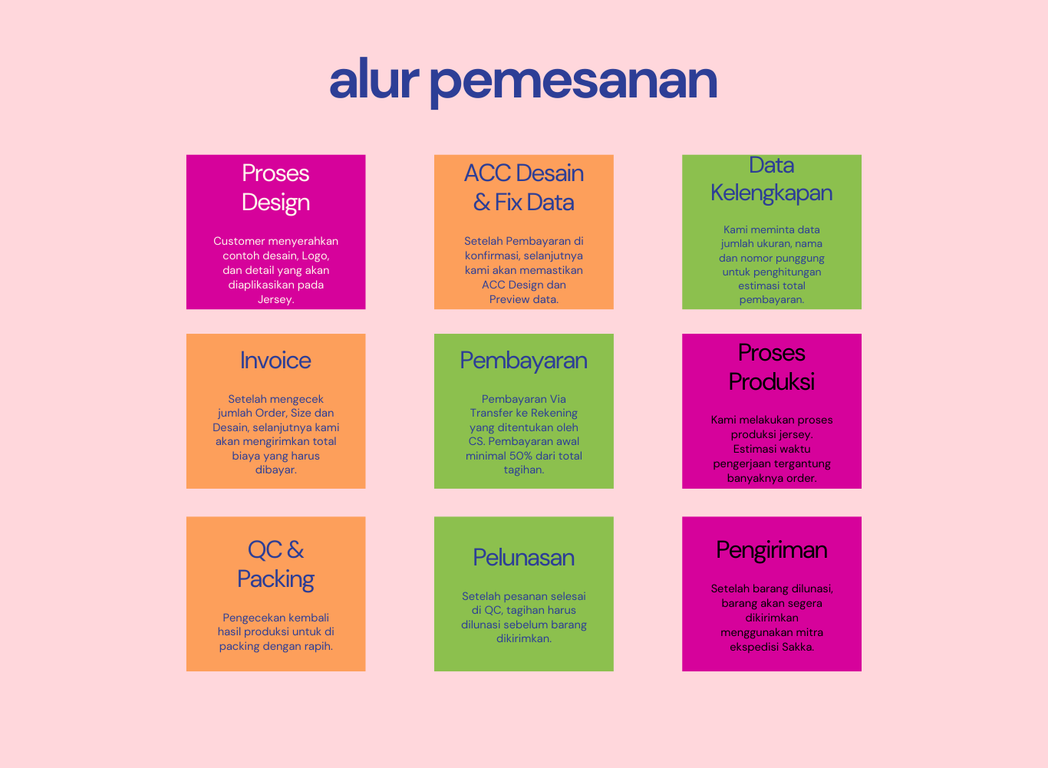 alur pemesanan
Proses
Design
Customer menyerahkan
contoh desain, Logo,
dan detail yang akan
diaplikasikan pada
Jersey.
ACC Desain
& Fix Data
Setelah Pembayaran di
konfirmasi, selanjutnya
kami akan memastikan
ACC Design dan
Preview data.
Data
Kelengkapan
Kami meminta data
jumlah ukuran, nama
dan nomor punggung
untuk penghitungan
estimasi total
pembayaran.
Invoice
Setelah mengecek
jumlah Order, Size dan
Desain, selanjutnya kami
akan mengirimkan total
biaya yang harus
dibayar.
Pembayaran
Pembayaran Via
Transfer ke Rekening
yang ditentukan oleh
CS. Pembayaran awal
minimal 50% dari total
tagihan.
Proses
Produksi
Kami melakukan proses
produksi jersey.
Estimasi waktu
pengerjaan tergantung
banyaknya order.
QC &
Packing
Pengecekan kembali
hasil produksi untuk di
packing dengan rapih.
Pelunasan
Setelah pesanan selesai
di QC, tagihan harus
dilunasi sebelum barang
dikirimkan.
Pengiriman
Setelah barang dilunasi,
barang akan segera
dikirimkan
menggunakan mitra
ekspedisi Sakka.